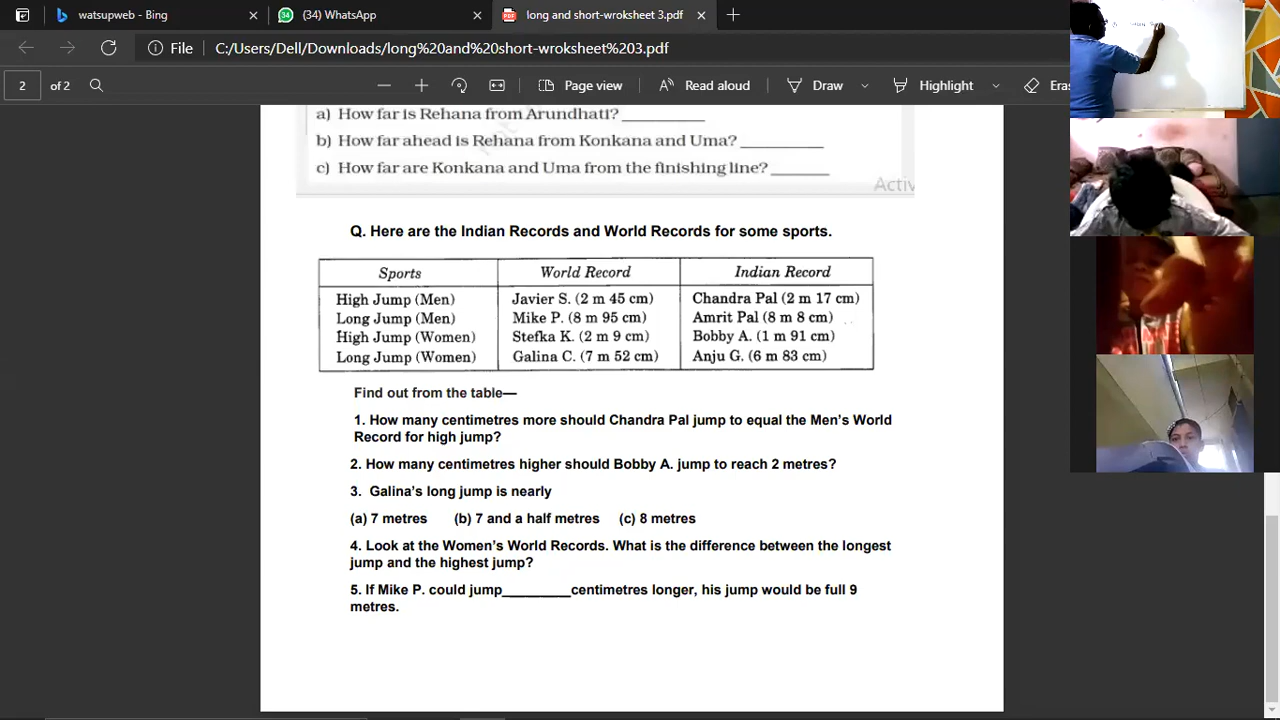 watsupweb - Bing
(34) WhatsApp
long and short-wroksheet 3.pdf
File
C:/Users/Dell/Downloads/long%20and%20short-wroksheet%203.pdf
2 of 2
Page view
Read aloud
Draw
Highlight
Eras
a) How far is Rehana from Arundhati? __________
b) How far ahead is Rehana from Konkana and Uma? __________
c) How far are Konkana and Uma from the finishing line? _______
Activ
Q. Here are the Indian Records and World Records for some sports.
Sports World Record Indian Record
High Jump (Men) Javier S. (2 m 45 cm) Chandra Pal (2 m 17 cm)
Long Jump (Men) Mike P. (8 m 95 cm) Amrit Pal (8 m 8 cm)
High Jump (Women) Stefka K. (2 m 9 cm) Bobby A. (1 m 91 cm)
Long Jump (Women) Galina C. (7 m 52 cm) Anju G. (6 m 83 cm)
Find out from the table—
1. How many centimetres more should Chandra Pal jump to equal the Men's World
Record for high jump?
2. How many centimetres higher should Bobby A. jump to reach 2 metres?
3. Galina's long jump is nearly
(a) 7 metres (b) 7 and a half metres (c) 8 metres
4. Look at the Women's World Records. What is the difference between the longest
jump and the highest jump?
5. If Mike P. could jump_________centimetres longer, his jump would be full 9
metres.